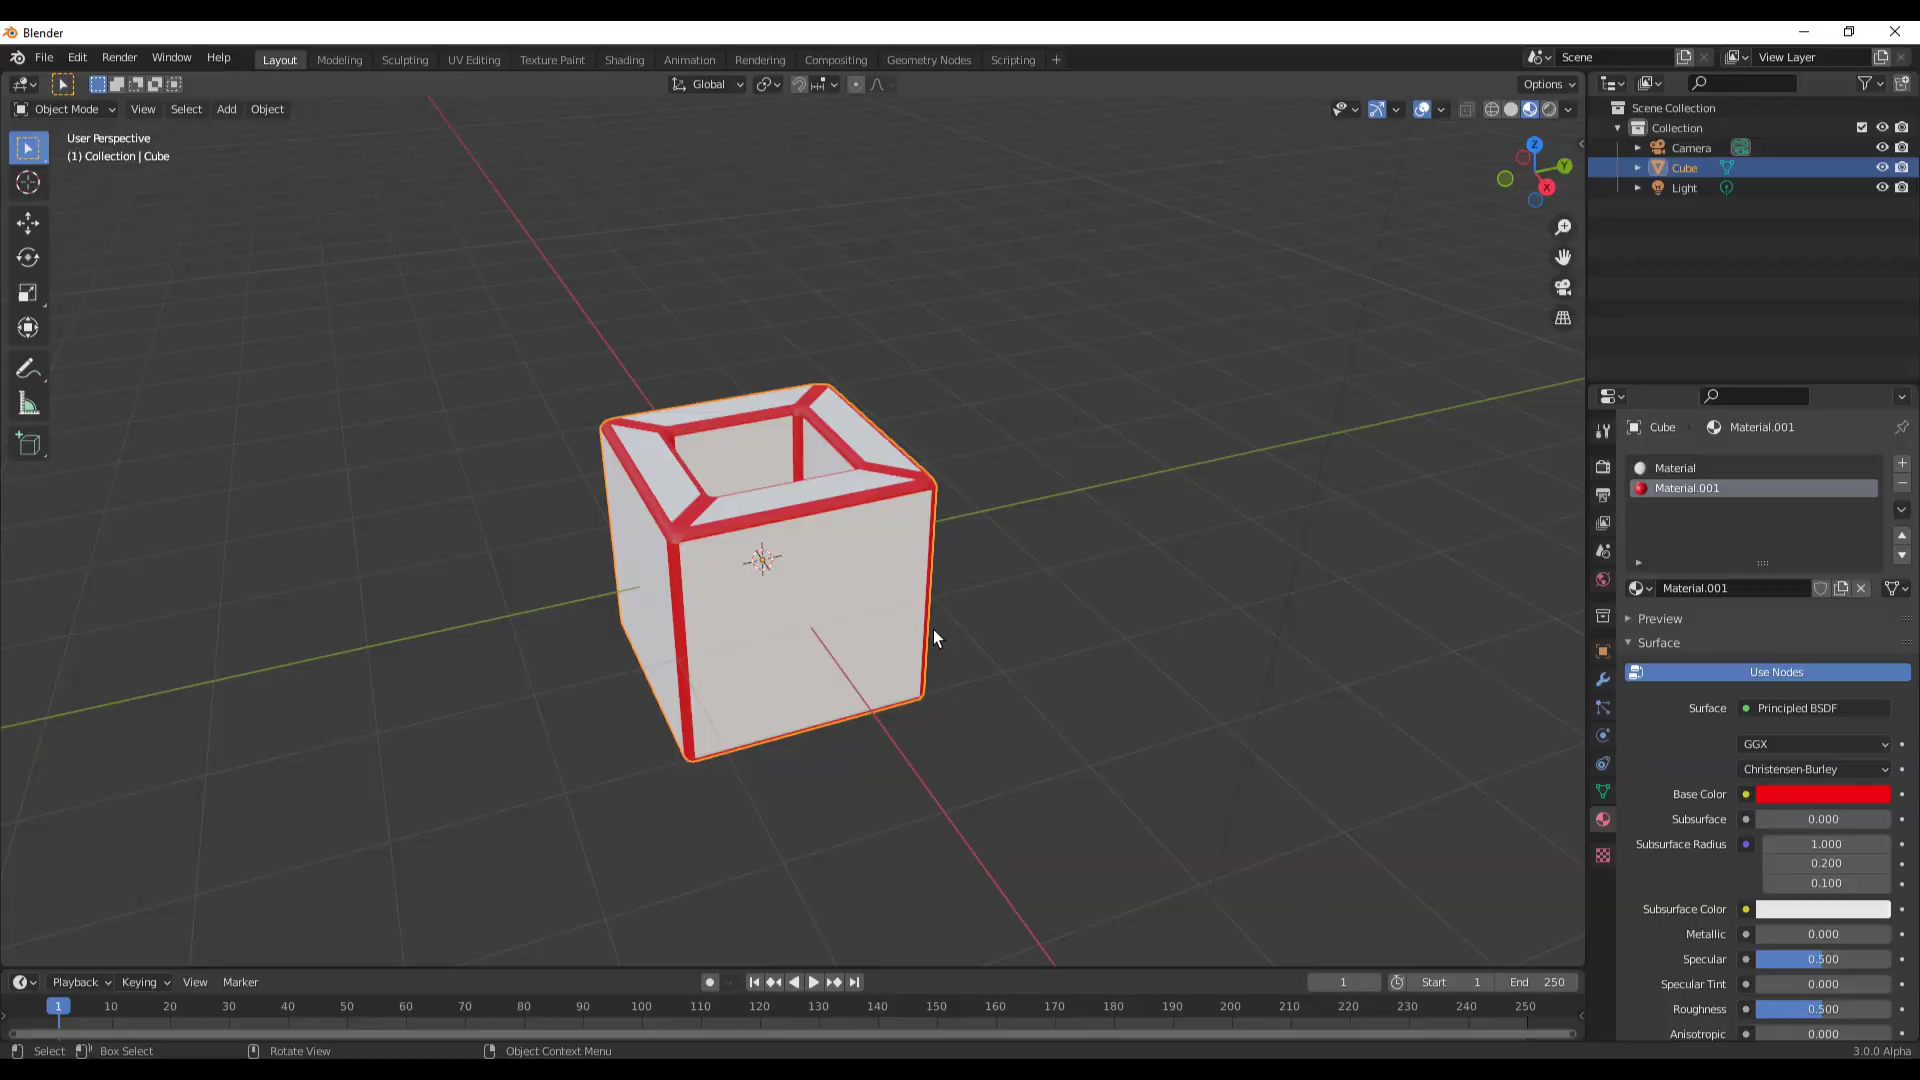 Blender
File Edit Render Window Help Layout Modeling Sculpting UV Editing Texture Paint Shading Animation Rendering Compositing Geometry Nodes Scripting + Scene View Layer
Global Options
Object Mode View Select Add Object
User Perspective
(1) Collection | Cube
Z
Y
X
Scene Collection
Collection
Camera
Cube
Light
Cube Material.001
Material
Material.001
Material.001
Preview
Surface
Use Nodes
Surface Principled BSDF
GGX
Christensen-Burley
Base Color
Subsurface 0.000
Subsurface Radius 1.000
0.200
0.100
Subsurface Color
Metallic 0.000
Specular 0.500
Specular Tint 0.000
Roughness 0.500
Anisotropic 0.000
Playback Keying View Marker 1 Start 1 End 250
1 10 20 30 40 50 60 70 80 90 100 110 120 130 140 150 160 170 180 190 200 210 220 230 240 250
Select Box Select Rotate View Object Context Menu 3.0.0 Alpha